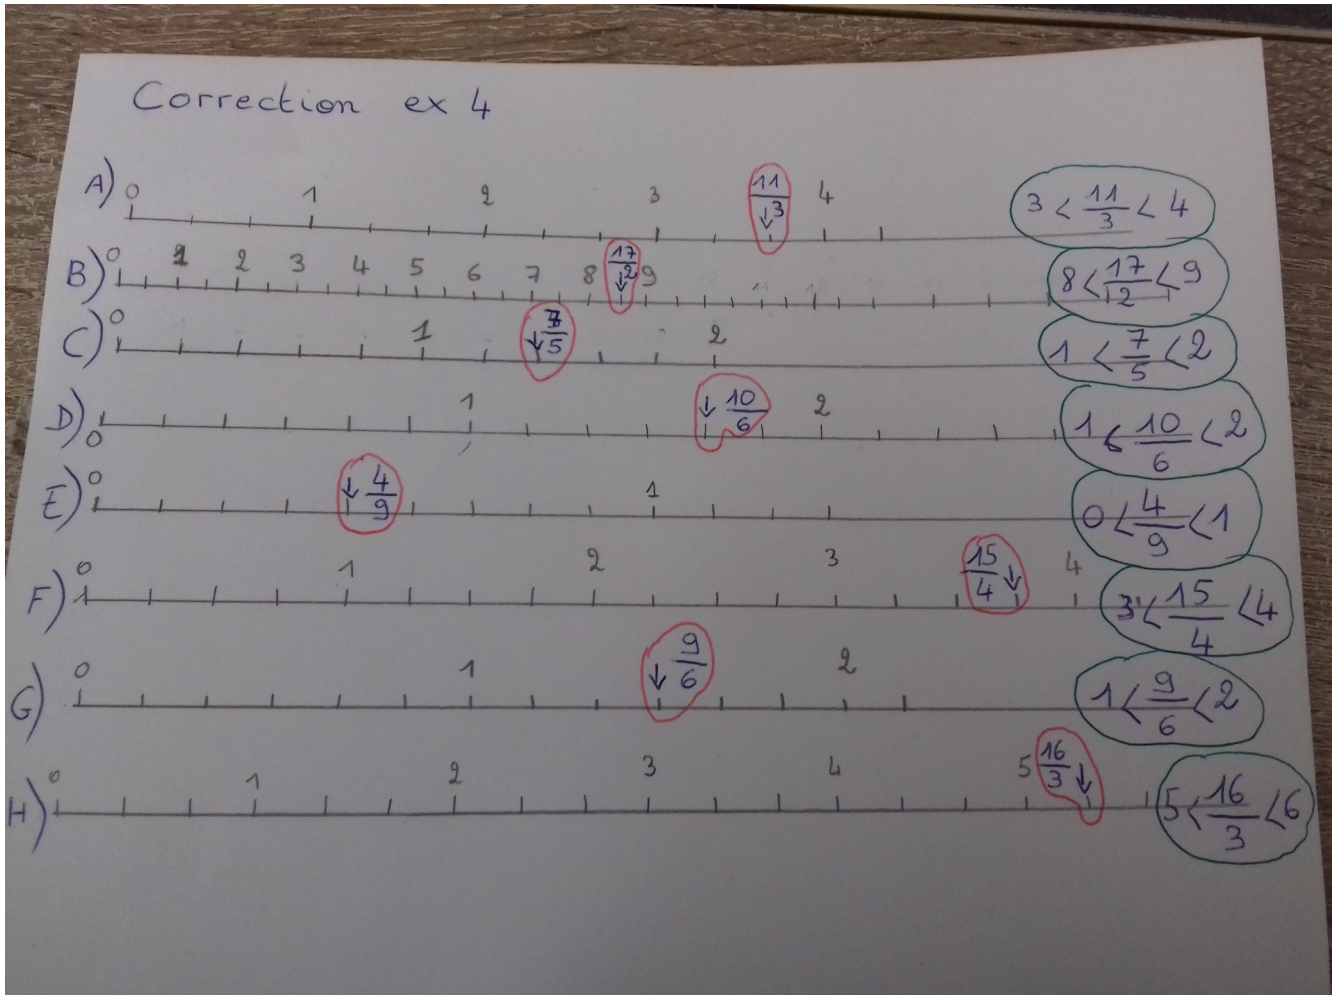 Correction ex 4
A) 0 1 2 3 11/3 ↓ 4 3 < 11/3 < 4
B) 0 1 2 3 4 5 6 7 8 17/2 ↓ 9 8 < 17/2 < 9
C) 0 1 ↓ 7/5 2 1 < 7/5 < 2
D) 0 1 ↓ 10/6 2 1 < 10/6 < 2
E) 0 ↓ 4/9 1 0 < 4/9 < 1
F) 0 1 2 3 15/4 ↓ 4 3 < 15/4 < 4
G) 0 1 ↓ 9/6 2 1 < 9/6 < 2
H) 0 1 2 3 4 5 16/3 ↓ 5 < 16/3 < 6